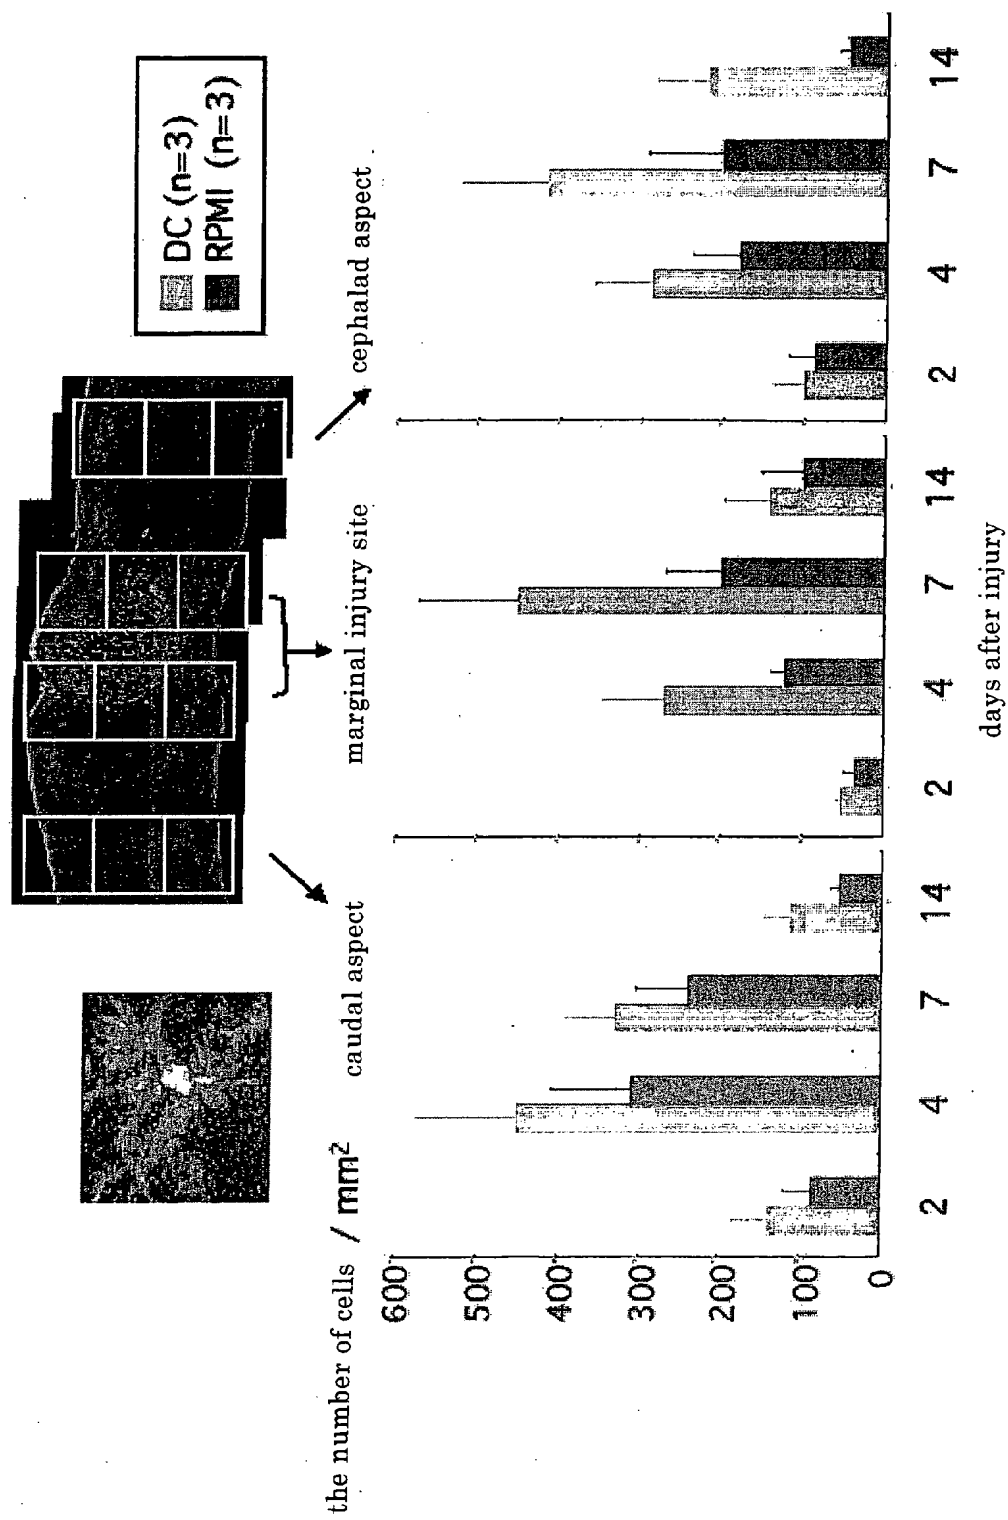 DC (n=3)
RPMI (n=3)
the number of cells / mm²
caudal aspect
marginal injury site
cephalad aspect
600
500
400
300
200
100
0
2 4 7 14
2 4 7 14
2 4 7 14
days after injury